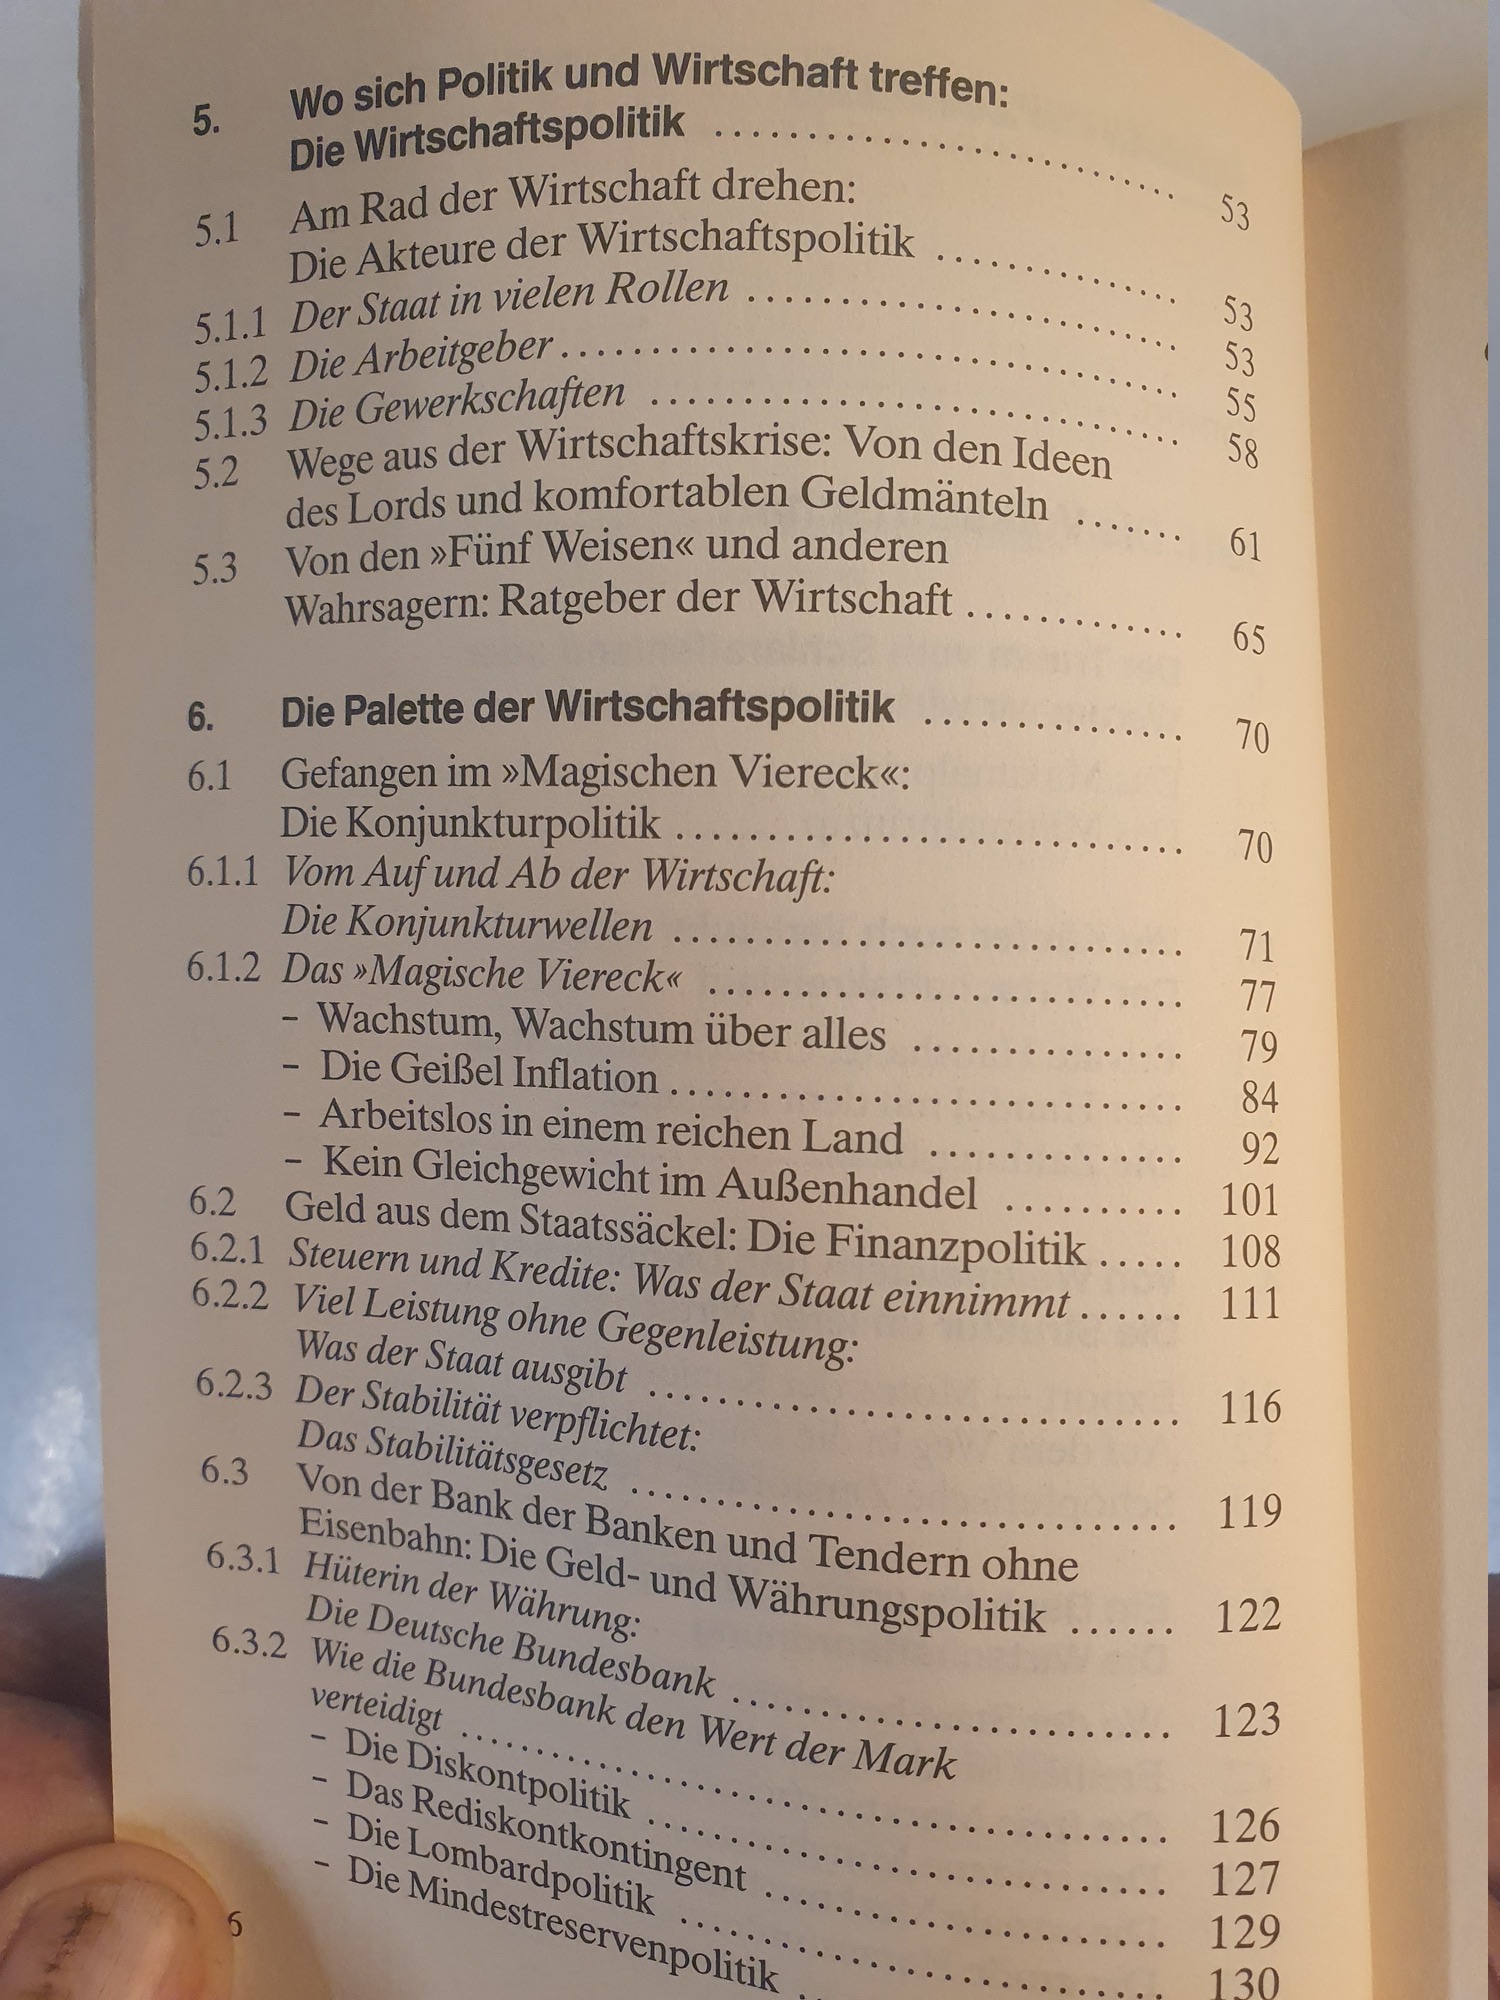 5. Wo sich Politik und Wirtschaft treffen:
Die Wirtschaftspolitik .......................... 53
5.1 Am Rad der Wirtschaft drehen:
Die Akteure der Wirtschaftspolitik .............. 53
5.1.1 Der Staat in vielen Rollen ......................... 53
5.1.2 Die Arbeitgeber .................................. 55
5.1.3 Die Gewerkschaften .............................. 58
5.2 Wege aus der Wirtschaftskrise: Von den Ideen
des Lords und komfortablen Geldmänteln ....... 61
5.3 Von den »Fünf Weisen« und anderen
Wahrsagern: Ratgeber der Wirtschaft ............. 65
6. Die Palette der Wirtschaftspolitik ............... 70
6.1 Gefangen im »Magischen Viereck«:
Die Konjunkturpolitik ............................. 70
6.1.1 Vom Auf und Ab der Wirtschaft:
Die Konjunkturwellen ............................. 71
6.1.2 Das »Magische Viereck« .......................... 77
– Wachstum, Wachstum über alles ................ 79
– Die Geißel Inflation ............................. 84
– Arbeitslos in einem reichen Land ............... 92
– Kein Gleichgewicht im Außenhandel ........... 101
6.2 Geld aus dem Staatssäckel: Die Finanzpolitik ..... 108
6.2.1 Steuern und Kredite: Was der Staat einnimmt ...... 111
6.2.2 Viel Leistung ohne Gegenleistung:
Was der Staat ausgibt ............................. 116
6.2.3 Der Stabilität verpflichtet:
Das Stabilitätsgesetz .............................. 119
6.3 Von der Bank der Banken und Tendern ohne
Eisenbahn: Die Geld- und Währungspolitik ...... 122
6.3.1 Hüterin der Währung:
Die Deutsche Bundesbank ........................ 123
6.3.2 Wie die Bundesbank den Wert der Mark
verteidigt ........................................ 126
– Die Diskontpolitik ............................... 127
– Das Rediskontkontingent ....................... 129
– Die Lombardpolitik ............................. 130
– Die Mindestreservenpolitik
6